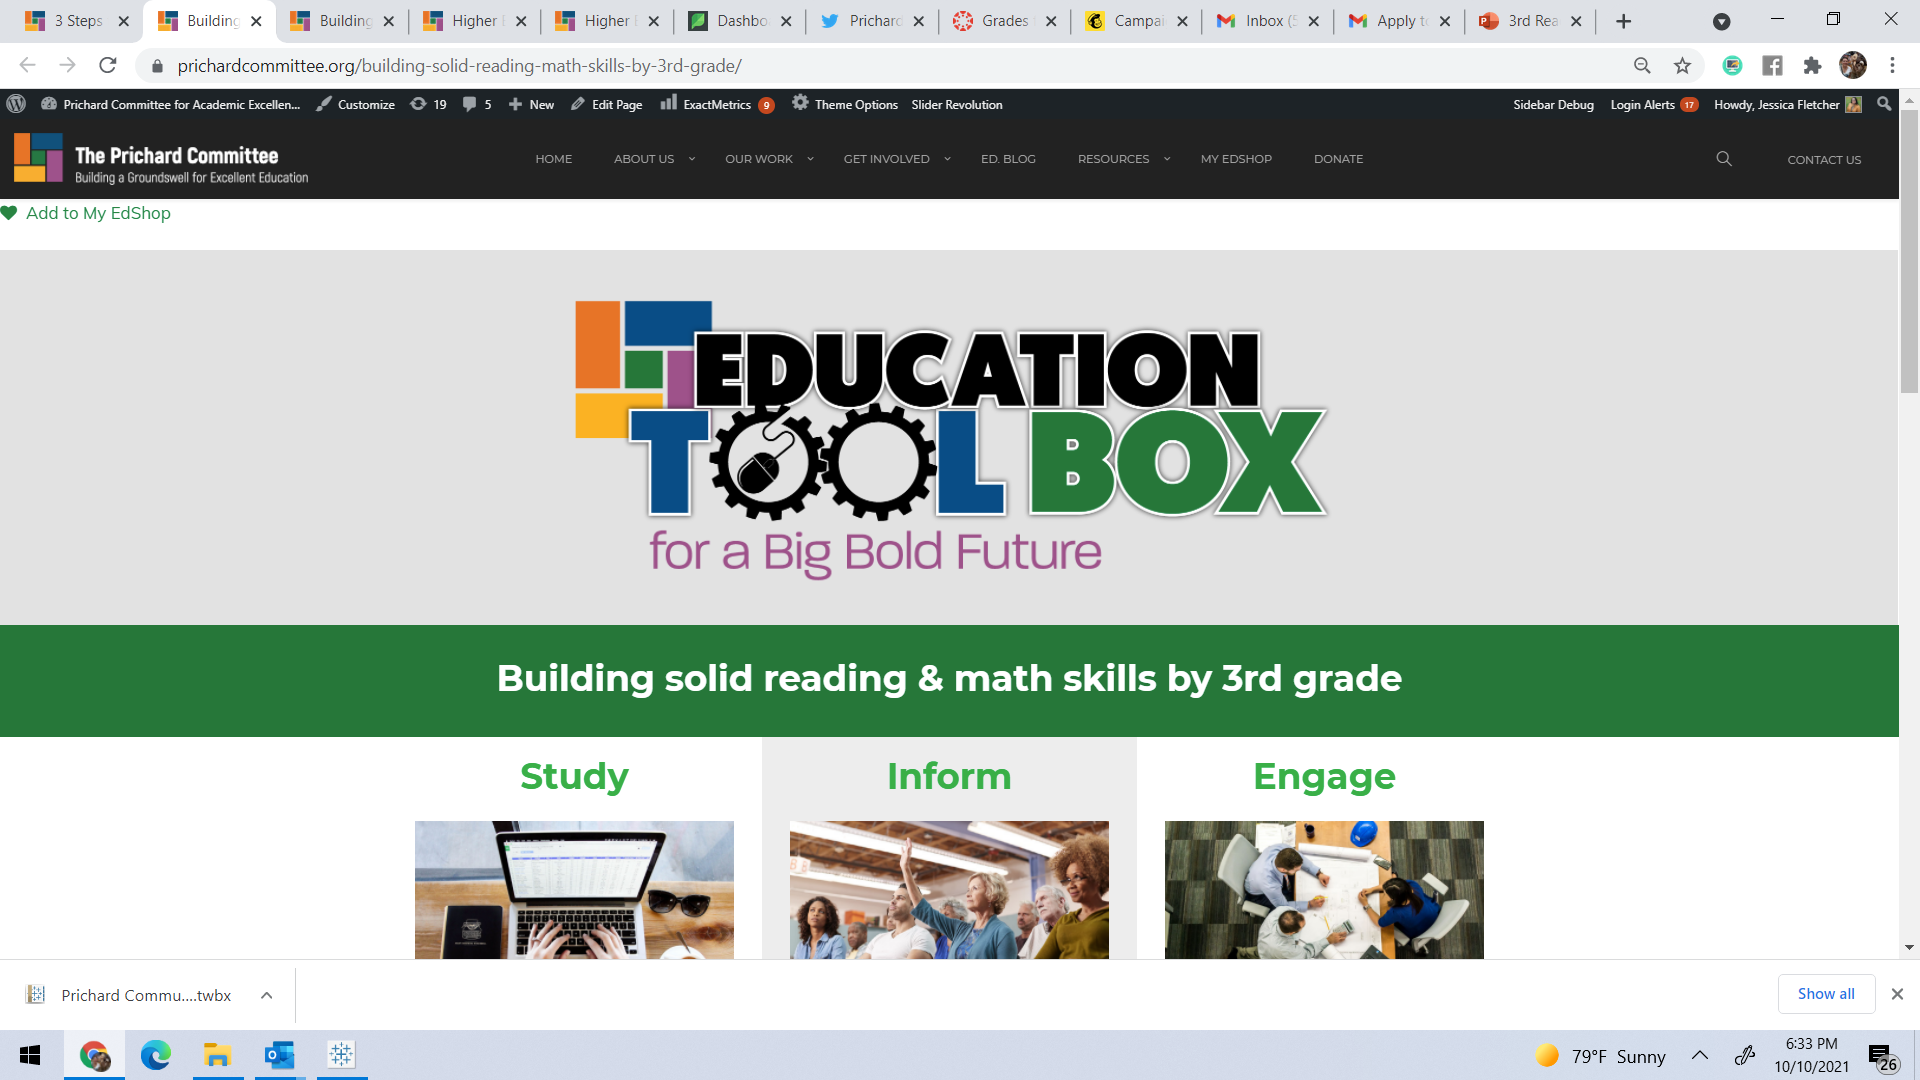 3 Steps
Building
Building
Higher
Higher
Dashbo
Prichard
Grades
Campai
Inbox (5
Apply to
3rd Rea
prichardcommittee.org/building-solid-reading-math-skills-by-3rd-grade/
Prichard Committee for Academic Excellen... Customize 19 5 New Edit Page ExactMetrics 9 Theme Options Slider Revolution Sidebar Debug Login Alerts 17 Howdy, Jessica Fletcher
The Prichard Committee
Building a Groundswell for Excellent Education
HOME ABOUT US OUR WORK GET INVOLVED ED. BLOG RESOURCES MY EDSHOP DONATE CONTACT US
Add to My EdShop
EDUCATION
TOOL BOX
for a Big Bold Future
Building solid reading & math skills by 3rd grade
Study Inform Engage
Prichard Commu....twbx
Show all
79°F Sunny
6:33 PM
10/10/2021
26